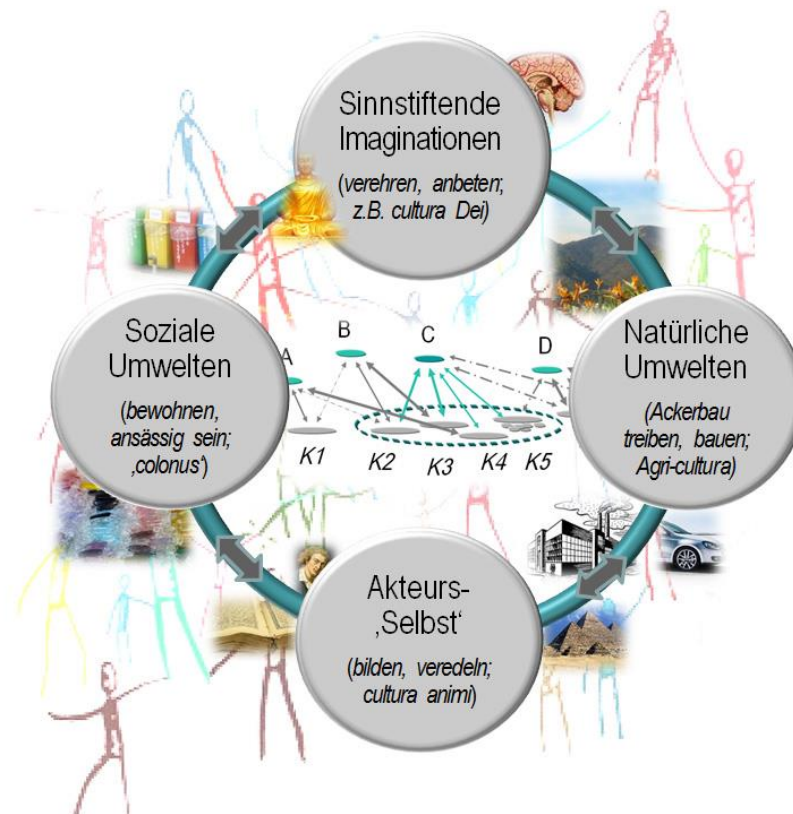 Sinnstiftende
Imaginationen
(verehren, anbeten;
z.B. cultura Dei)
Soziale
Umwelten
(bewohnen,
ansässig sein;
‚colonus‘)
A
B
C
D
K1
K2
K3
K4
K5
Natürliche
Umwelten
(Ackerbau
treiben, bauen;
Agri-cultura)
Akteurs-
‚Selbst‘
(bilden, veredeln;
cultura animi)